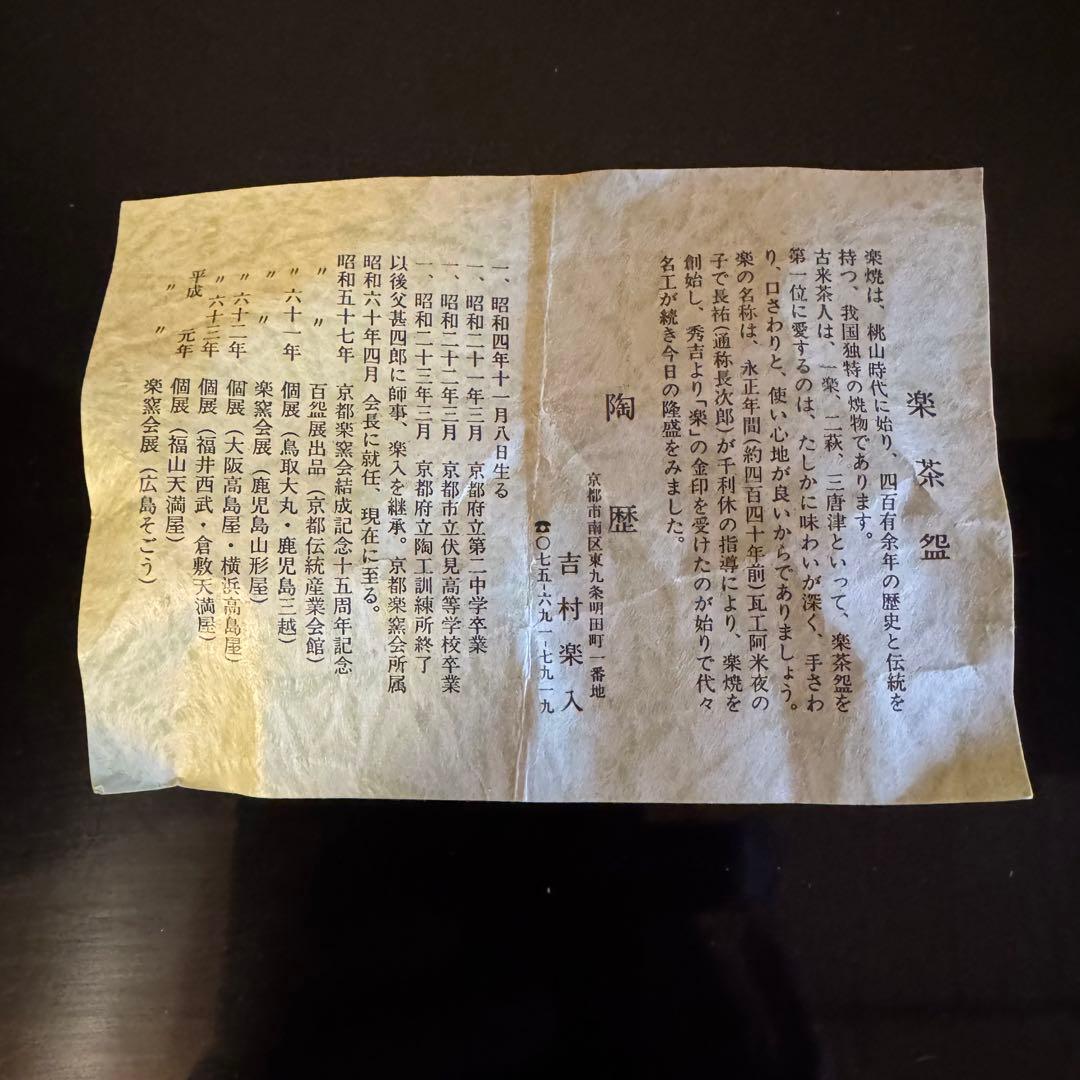 楽茶盌
楽焼は、桃山時代に始り、四百有余年の歴史と伝統を
持つ、我国独特の焼物であります。
古来茶人は、一楽、二萩、三唐津といって、楽茶盌を
第一位に愛するのは、たしかに味わいが深く、手さわ
り、口さわりと、使い心地が良いからでありましょう。
楽の名称は、永正年間(約四百四十年前)瓦工阿米夜の
子で長祐(通称長次郎)が千利休の指導により、楽焼を
創始し、秀吉より「楽」の金印を受けたのが始りで代々
名工が続き今日の隆盛をみました。
陶歴
京都市南区東九条明田町一番地
吉村楽入
☎〇七五-六九一-七九一九
一、昭和四年十一月八日生る
一、昭和二十一年三月 京都府立第二中学卒業
一、昭和二十二年三月 京都市立伏見高等学校卒業
一、昭和二十三年三月 京都府立陶工訓練所終了
以後父甚四郎に師事、楽入を継承。京都楽窯会所属
昭和六十年四月 会長に就任、現在に至る。
昭和五十七年 京都楽窯会結成記念十五周年記念
〃 〃 百盌展出品(京都伝統産業会館)
〃 六十一年 個展(鳥取大丸・鹿児島三越)
〃 〃 楽窯会展(鹿児島山形屋)
〃 六十二年 個展(大阪高島屋・横浜高島屋)
〃 六十三年 個展(福井西武・倉敷天満屋)
平成 元年 個展(福山天満屋)
〃 楽窯会展(広島そごう)